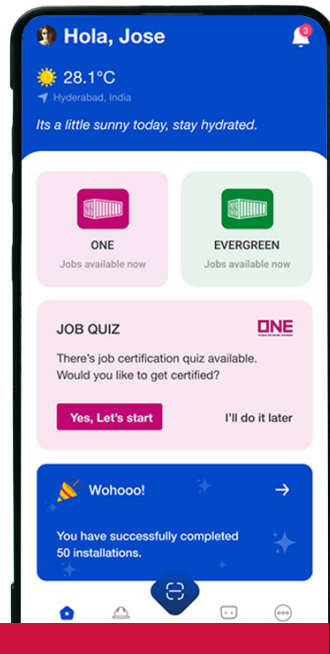 Hola, Jose
3
28.1°C
Hyderabad, India
Its a little sunny today, stay hydrated.
ONE
Jobs available now
EVERGREEN
Jobs available now
JOB QUIZ
ONE
There's job certification quiz available.
Would you like to get certified?
Yes, Let's start
I'll do it later
Wohooo!
You have successfully completed
50 installations.